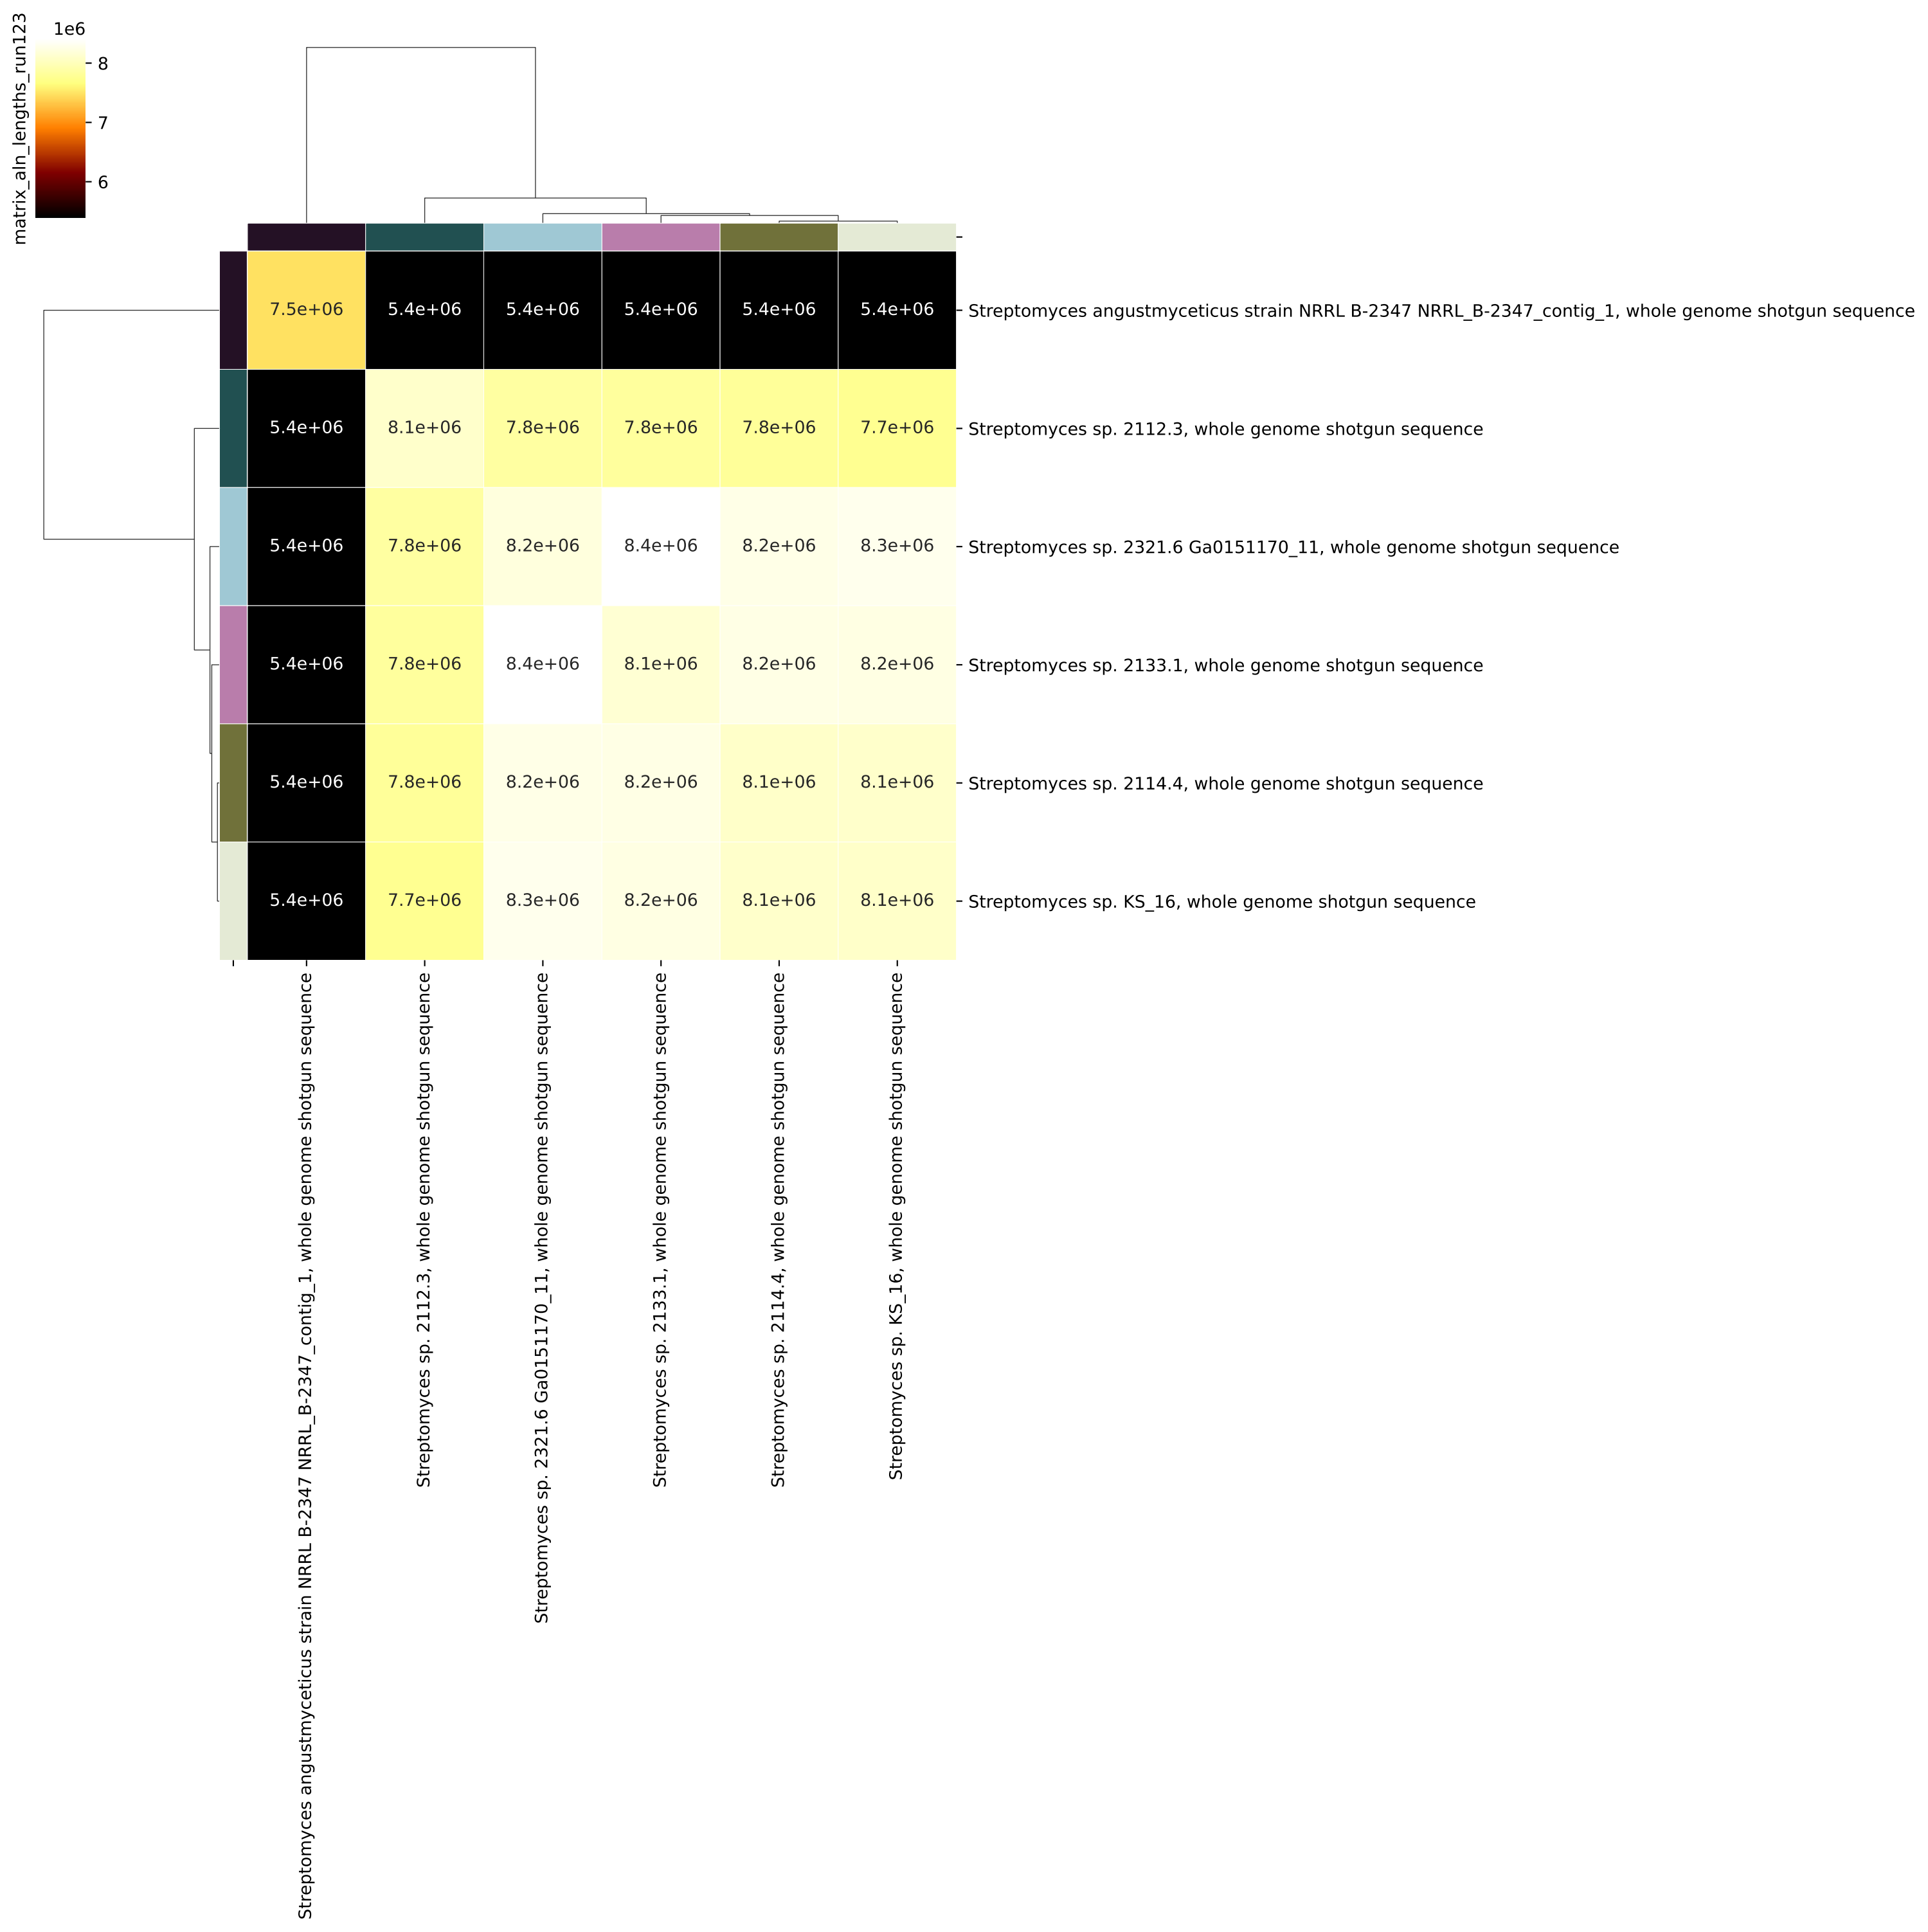 matrix_aln_lengths_run123
1e6
8
7
6
7.5e+06 5.4e+06 5.4e+06 5.4e+06 5.4e+06 5.4e+06 Streptomyces angustmyceticus strain NRRL B-2347 NRRL_B-2347_contig_1, whole genome shotgun sequence
5.4e+06 8.1e+06 7.8e+06 7.8e+06 7.8e+06 7.7e+06 Streptomyces sp. 2112.3, whole genome shotgun sequence
5.4e+06 7.8e+06 8.2e+06 8.4e+06 8.2e+06 8.3e+06 Streptomyces sp. 2321.6 Ga0151170_11, whole genome shotgun sequence
5.4e+06 7.8e+06 8.4e+06 8.1e+06 8.2e+06 8.2e+06 Streptomyces sp. 2133.1, whole genome shotgun sequence
5.4e+06 7.8e+06 8.2e+06 8.2e+06 8.1e+06 8.1e+06 Streptomyces sp. 2114.4, whole genome shotgun sequence
5.4e+06 7.7e+06 8.3e+06 8.2e+06 8.1e+06 8.1e+06 Streptomyces sp. KS_16, whole genome shotgun sequence
Streptomyces angustmyceticus strain NRRL B-2347 NRRL_B-2347_contig_1, whole genome shotgun sequence
Streptomyces sp. 2112.3, whole genome shotgun sequence
Streptomyces sp. 2321.6 Ga0151170_11, whole genome shotgun sequence
Streptomyces sp. 2133.1, whole genome shotgun sequence
Streptomyces sp. 2114.4, whole genome shotgun sequence
Streptomyces sp. KS_16, whole genome shotgun sequence